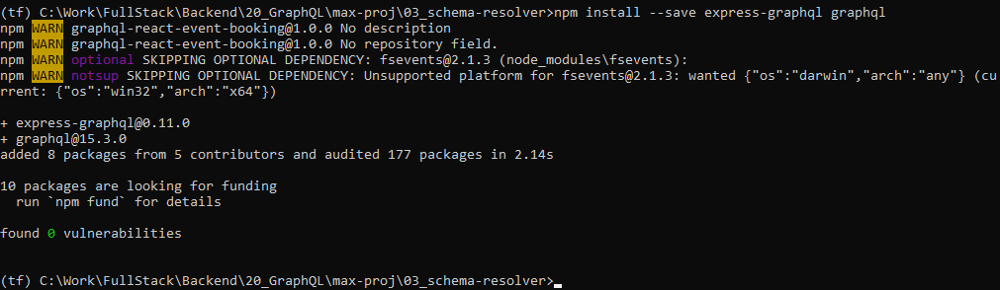 (tf) C:\Work\FullStack\Backend\20_GraphQL\max-proj\03_schema-resolver>npm install --save express-graphql graphql
npm WARN graphql-react-event-booking@1.0.0 No description
npm WARN graphql-react-event-booking@1.0.0 No repository field.
npm WARN optional SKIPPING OPTIONAL DEPENDENCY: fsevents@2.1.3 (node_modules\fsevents):
npm WARN notsup SKIPPING OPTIONAL DEPENDENCY: Unsupported platform for fsevents@2.1.3: wanted {"os":"darwin","arch":"any"} (cu
rrent: {"os":"win32","arch":"x64"})
+ express-graphql@0.11.0
+ graphql@15.3.0
added 8 packages from 5 contributors and audited 177 packages in 2.14s
10 packages are looking for funding
  run `npm fund` for details
found 0 vulnerabilities
(tf) C:\Work\FullStack\Backend\20_GraphQL\max-proj\03_schema-resolver>